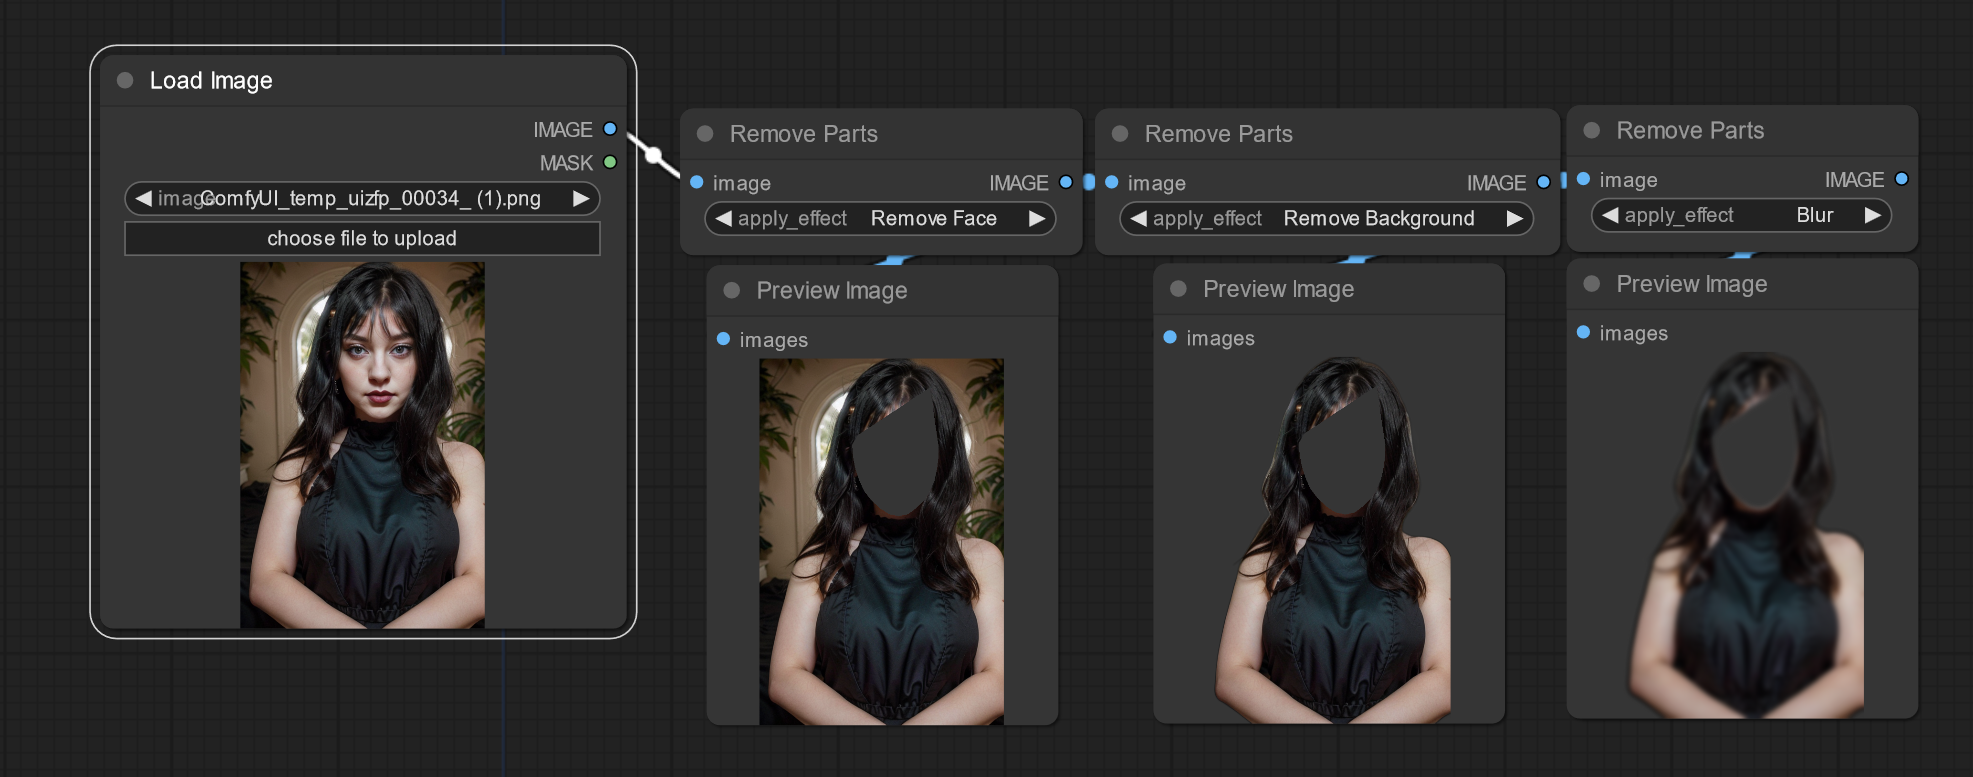 Load Image
IMAGE
MASK
image ComfyUI_temp_uizfp_00034_ (1).png
choose file to upload
Remove Parts
image IMAGE
apply_effect Remove Face
Preview Image
images
Remove Parts
image IMAGE
apply_effect Remove Background
Preview Image
images
Remove Parts
image IMAGE
apply_effect Blur
Preview Image
images